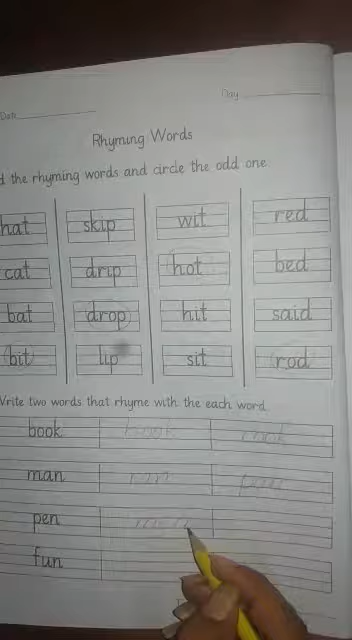 Day
Date
Rhyming Words
d the rhyming words and circle the odd one.
hat skip wit red
cat drip hot bed
bat drop hit said
bit lip sit rod
Write two words that rhyme with the each word.
book cook
man
pen
fun